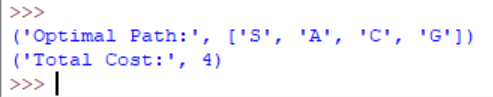 >>>
('Optimal Path:', ['S', 'A', 'C', 'G'])
('Total Cost:', 4)
>>>